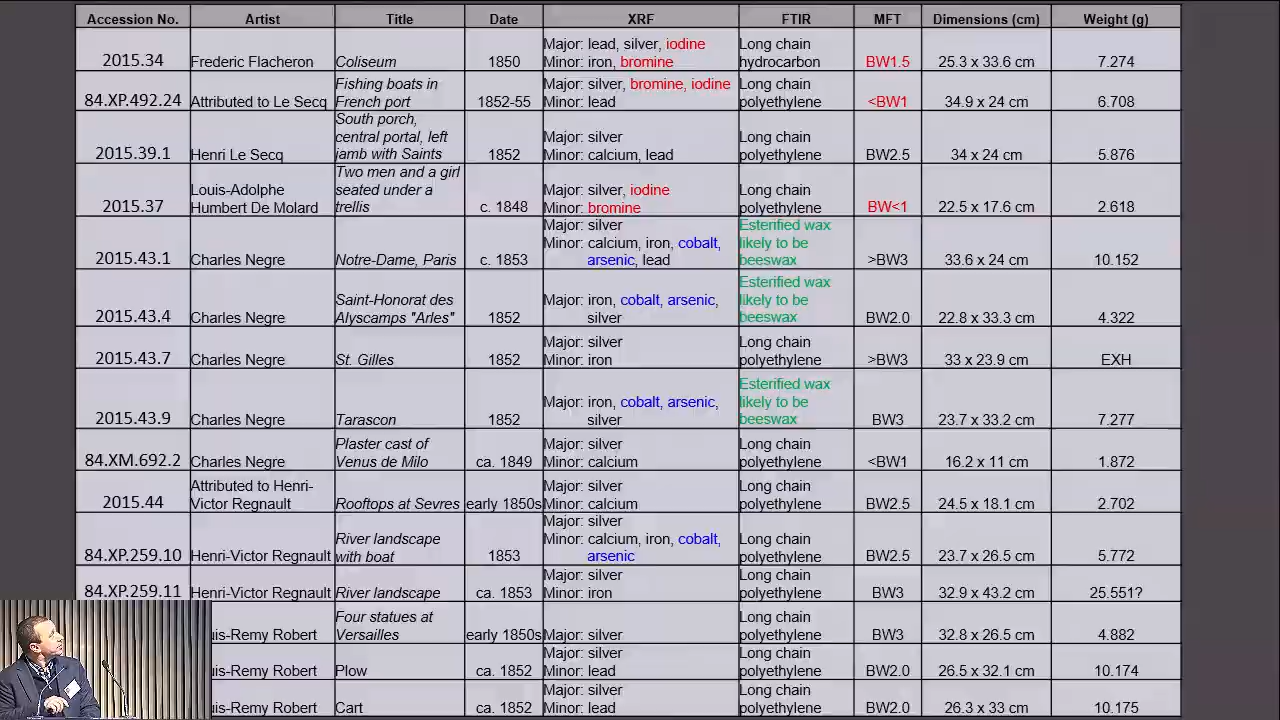 Accession No. Artist Title Date XRF FTIR MFT Dimensions (cm) Weight (g)
2015.34 Frederic Flacheron Coliseum 1850 Major: lead, silver, iodine Minor: iron, bromine Long chain hydrocarbon BW1.5 25.3 x 33.6 cm 7.274
84.XP.492.24 Attributed to Le Secq Fishing boats in French port 1852-55 Major: silver, bromine, iodine Minor: lead Long chain polyethylene <BW1 34.9 x 24 cm 6.708
2015.39.1 Henri Le Secq South porch, central portal, left jamb with Saints 1852 Major: silver Minor: calcium, lead Long chain polyethylene BW2.5 34 x 24 cm 5.876
2015.37 Louis-Adolphe Humbert De Molard Two men and a girl seated under a trellis c. 1848 Major: silver, iodine Minor: bromine Long chain polyethylene BW<1 22.5 x 17.6 cm 2.618
2015.43.1 Charles Negre Notre-Dame, Paris c. 1853 Major: silver Minor: calcium, iron, cobalt, arsenic, lead Esterified wax likely to be beeswax >BW3 33.6 x 24 cm 10.152
2015.43.4 Charles Negre Saint-Honorat des Alyscamps "Arles" 1852 Major: iron, cobalt, arsenic, silver Esterified wax likely to be beeswax BW2.0 22.8 x 33.3 cm 4.322
2015.43.7 Charles Negre St. Gilles 1852 Major: silver Minor: iron Long chain polyethylene >BW3 33 x 23.9 cm EXH
2015.43.9 Charles Negre Tarascon 1852 Major: iron, cobalt, arsenic, silver Esterified wax likely to be beeswax BW3 23.7 x 33.2 cm 7.277
84.XM.692.2 Charles Negre Plaster cast of Venus de Milo ca. 1849 Major: silver Minor: calcium Long chain polyethylene <BW1 16.2 x 11 cm 1.872
2015.44 Attributed to Henri-Victor Regnault Rooftops at Sevres early 1850s Major: silver Minor: calcium Long chain polyethylene BW2.5 24.5 x 18.1 cm 2.702
84.XP.259.10 Henri-Victor Regnault River landscape with boat 1853 Major: silver Minor: calcium, iron, cobalt, arsenic Long chain polyethylene BW2.5 23.7 x 26.5 cm 5.772
84.XP.259.11 Henri-Victor Regnault River landscape ca. 1853 Major: silver Minor: iron Long chain polyethylene BW3 32.9 x 43.2 cm 25.551?
uis-Remy Robert Four statues at Versailles early 1850s Major: silver Long chain polyethylene BW3 32.8 x 26.5 cm 4.882
uis-Remy Robert Plow ca. 1852 Major: silver Minor: lead Long chain polyethylene BW2.0 26.5 x 32.1 cm 10.174
uis-Remy Robert Cart ca. 1852 Major: silver Minor: lead Long chain polyethylene BW2.0 26.3 x 33 cm 10.175